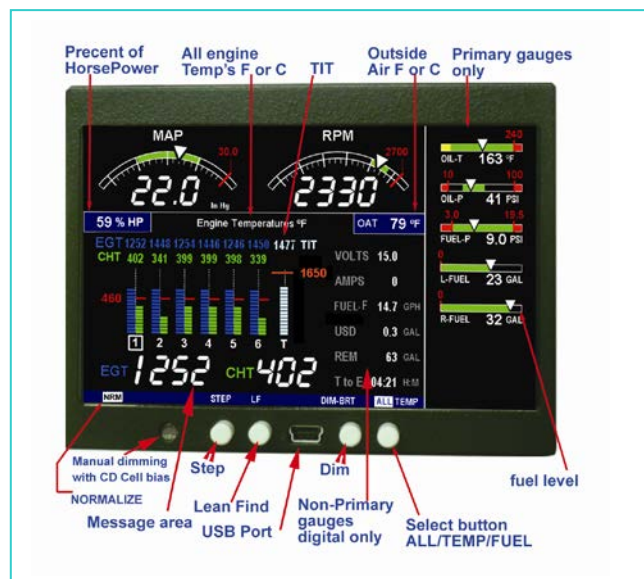 Precent of
HorsePower
All engine
Temp's F or C
TIT
Outside
Air F or C
Primary gauges
only
MAP
30.0
22.0
In Hg
RPM
2700
2330
240
OIL-T 163 ºF
10 100
OIL-P 41 PSI
3.0 19.5
FUEL-P 9.0 PSI
0
L-FUEL 23 GAL
0
R-FUEL 32 GAL
59 % HP
Engine Temperatures ºF
OAT 79 ºF
EGT 1252 1448 1254 1446 1246 1450 1477 TIT
CHT 402 341 399 399 398 339
1650
460
1 2 3 4 5 6 T
VOLTS 15.0
AMPS 0
FUEL-F 14.7 GPH
USD 0.3 GAL
REM 63 GAL
T to E 04:21 H:M
EGT 1252 CHT 402
NRM STEP LF DIM-BRT ALL TEMP
Manual dimming
with CD Cell bias
NORMALIZE
Message area
Step
Lean Find
USB Port
Dim
Non-Primary
gauges
digital only
Select button
ALL/TEMP/FUEL
fuel level